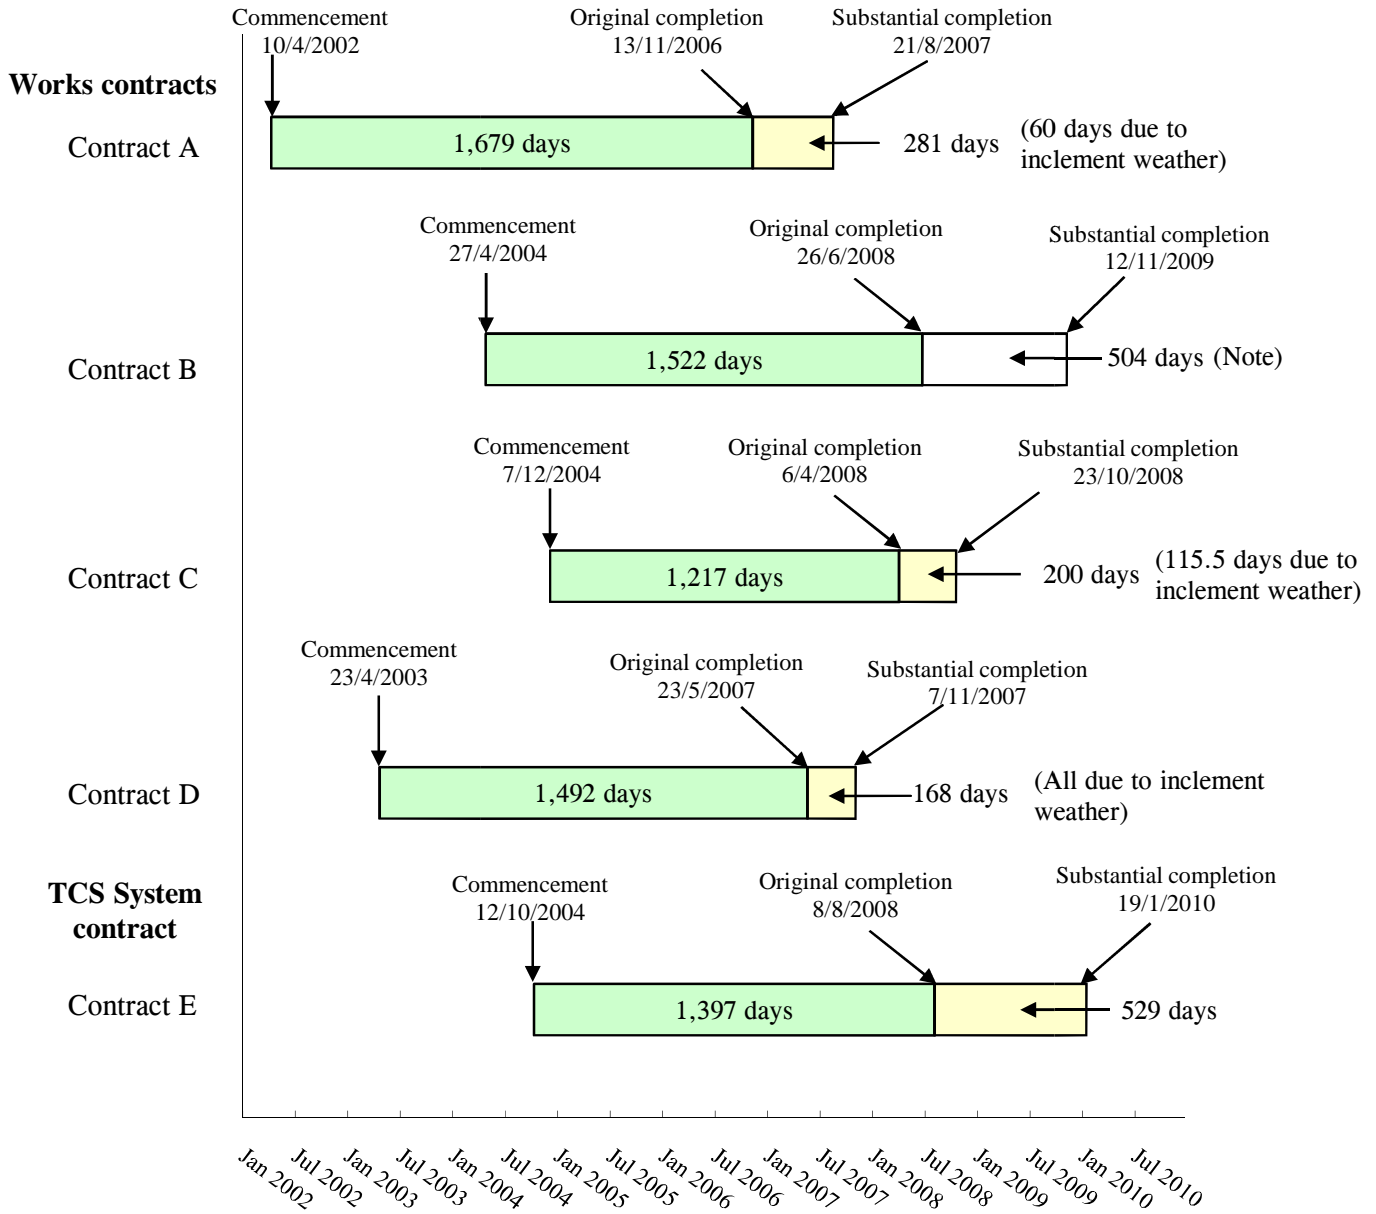 Commencement
10/4/2002
Original completion
13/11/2006
Substantial completion
21/8/2007
Works contracts
Contract A
1,679 days
281 days
(60 days due to
inclement weather)
Commencement
27/4/2004
Original completion
26/6/2008
Substantial completion
12/11/2009
Contract B
1,522 days
504 days (Note)
Commencement
7/12/2004
Original completion
6/4/2008
Substantial completion
23/10/2008
Contract C
1,217 days
200 days
(115.5 days due to
inclement weather)
Commencement
23/4/2003
Original completion
23/5/2007
Substantial completion
7/11/2007
Contract D
1,492 days
168 days
(All due to inclement
weather)
TCS System
contract
Commencement
12/10/2004
Original completion
8/8/2008
Substantial completion
19/1/2010
Contract E
1,397 days
529 days
Jan 2002
Jul 2002
Jan 2003
Jul 2003
Jan 2004
Jul 2004
Jan 2005
Jul 2005
Jan 2006
Jul 2006
Jan 2007
Jul 2007
Jan 2008
Jul 2008
Jan 2009
Jul 2009
Jan 2010
Jul 2010